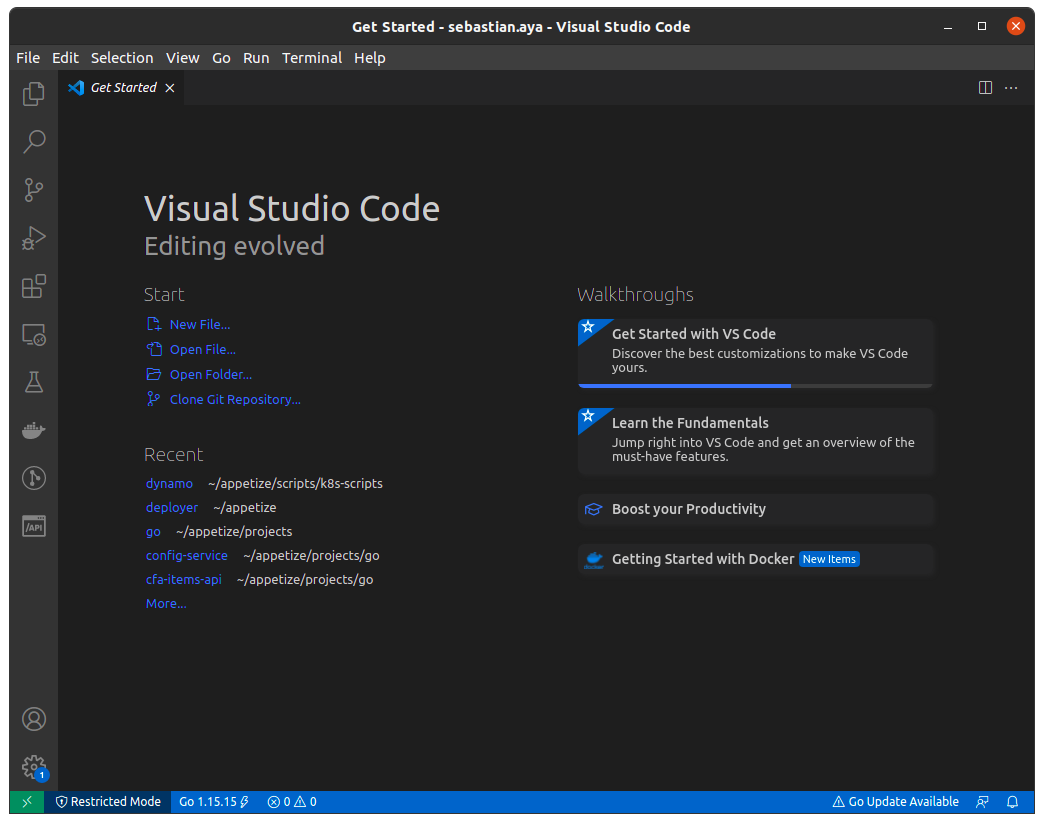 Get Started - sebastian.aya - Visual Studio Code
File Edit Selection View Go Run Terminal Help
Get Started
Visual Studio Code
Editing evolved
Start
New File...
Open File...
Open Folder...
Clone Git Repository...
Recent
dynamo ~/appetize/scripts/k8s-scripts
deployer ~/appetize
go ~/appetize/projects
config-service ~/appetize/projects/go
cfa-items-api ~/appetize/projects/go
More...
Walkthroughs
Get Started with VS Code
Discover the best customizations to make VS Code
yours.
Learn the Fundamentals
Jump right into VS Code and get an overview of the
must-have features.
Boost your Productivity
docker
Getting Started with Docker New Items
/API
1
Restricted Mode Go 1.15.15 0 0 Go Update Available